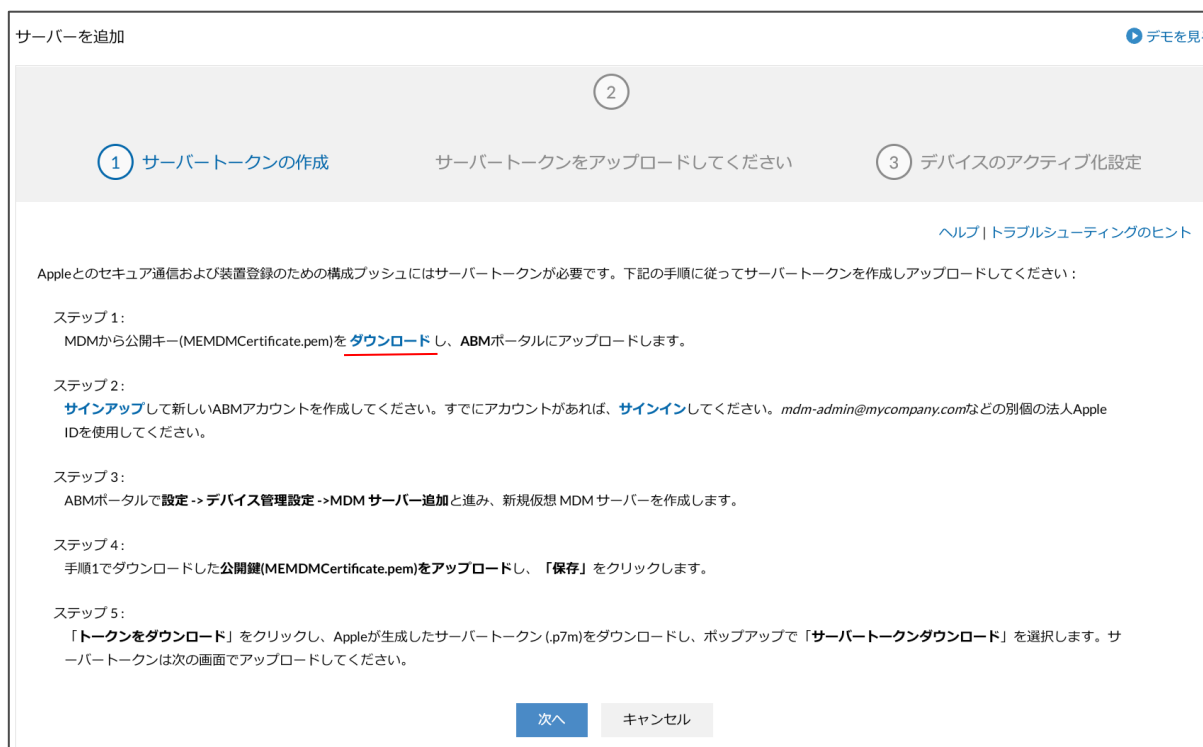 サーバーを追加
デモを見
2
1 サーバートークンの作成
サーバートークンをアップロードしてください
3 デバイスのアクティブ化設定
ヘルプ | トラブルシューティングのヒント
Appleとのセキュア通信および装置登録のための構成プッシュにはサーバートークンが必要です。下記の手順に従ってサーバートークンを作成しアップロードしてください :
ステップ 1 :
MDMから公開キー(MEMDMCertificate.pem)を ダウンロード し、ABMポータルにアップロードします。
ステップ 2 :
サインアップして新しいABMアカウントを作成してください。すでにアカウントがあれば、サインインしてください。mdm-admin@mycompany.comなどの別個の法人Apple
IDを使用してください。
ステップ 3 :
ABMポータルで設定 -> デバイス管理設定 ->MDM サーバー追加と進み、新規仮想 MDM サーバーを作成します。
ステップ 4 :
手順1でダウンロードした公開鍵(MEMDMCertificate.pem)をアップロードし、「保存」をクリックします。
ステップ 5 :
「トークンをダウンロード」をクリックし、Appleが生成したサーバートークン (.p7m)をダウンロードし、ポップアップで「サーバートークンダウンロード」を選択します。サ
ーバートークンは次の画面でアップロードしてください。
次へ
キャンセル